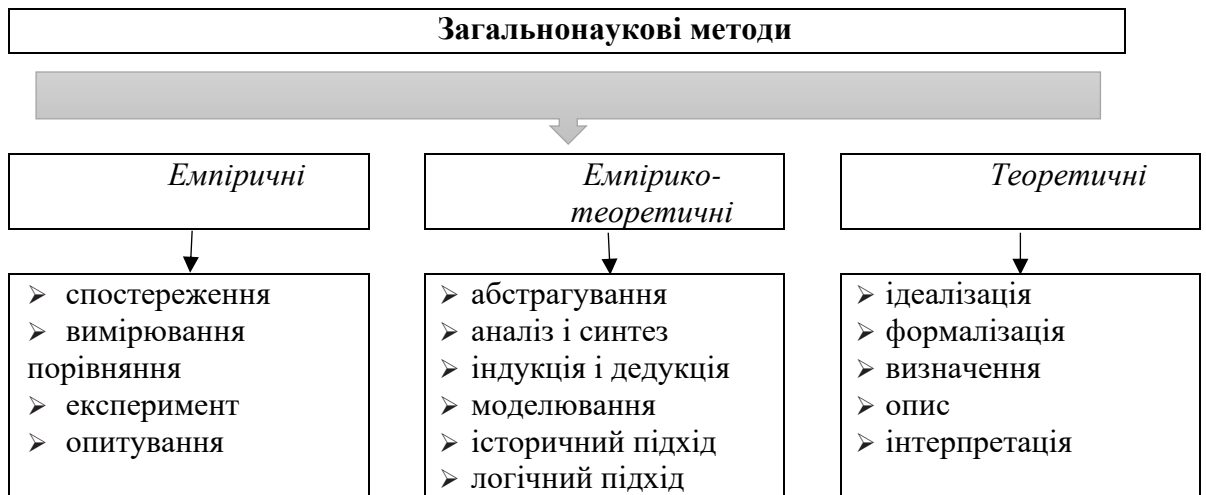 Загальнонаукові методи
Емпіричні
Емпірико-
теоретичні
Теоретичні
➢ спостереження
➢ вимірювання
порівняння
➢ експеримент
➢ опитування
➢ абстрагування
➢ аналіз і синтез
➢ індукція і дедукція
➢ моделювання
➢ історичний підхід
➢ логічний підхід
➢ ідеалізація
➢ формалізація
➢ визначення
➢ опис
➢ інтерпретація